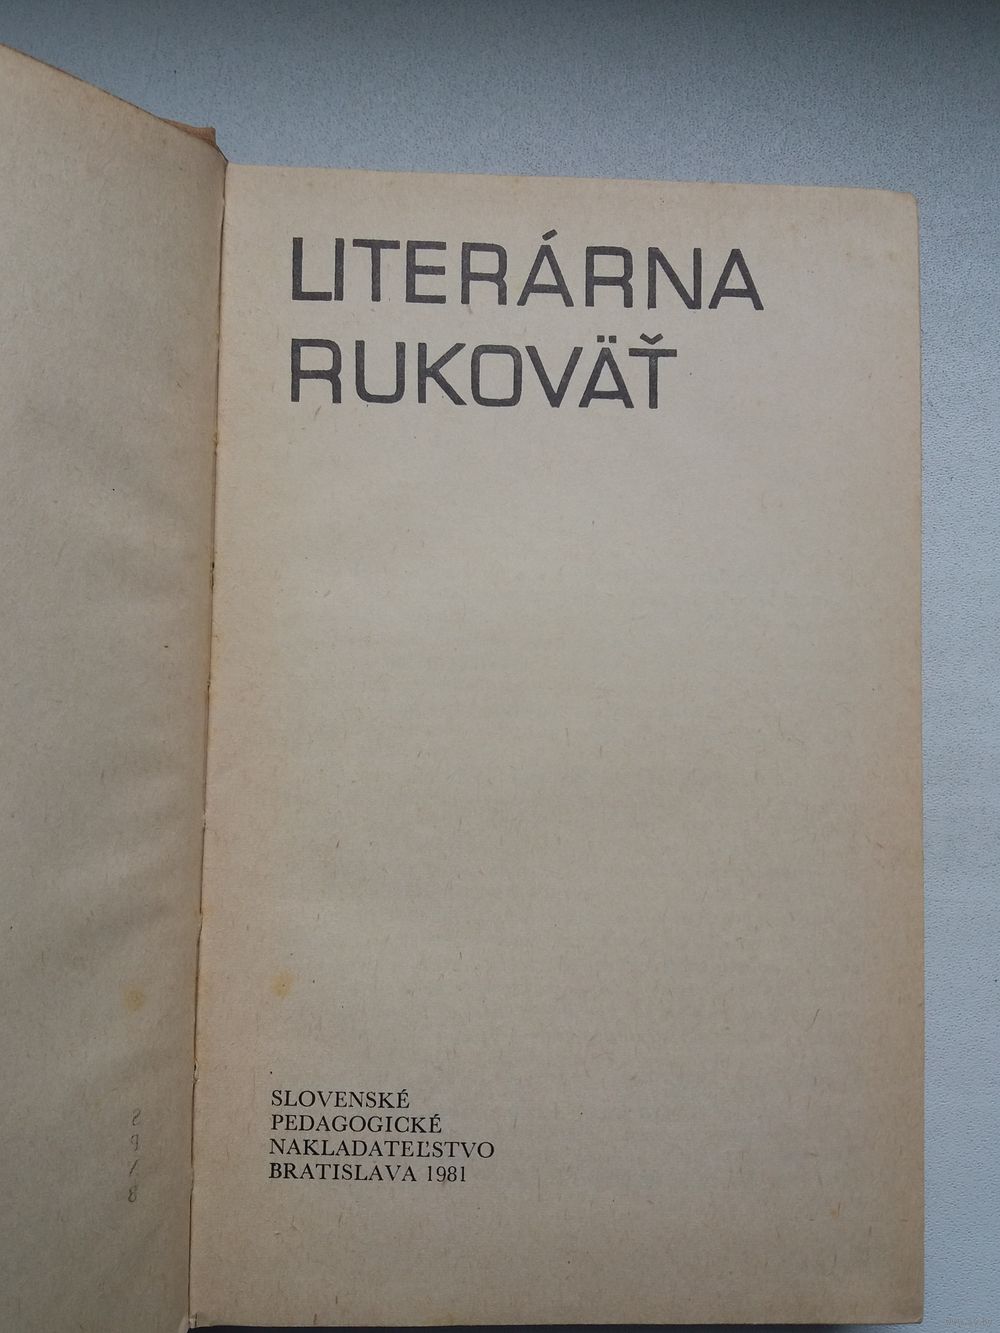 LITERÁRNA
RUKOVÄŤ
SLOVENSKÉ
PEDAGOGICKÉ
NAKLADATEĽSTVO
BRATISLAVA 1981